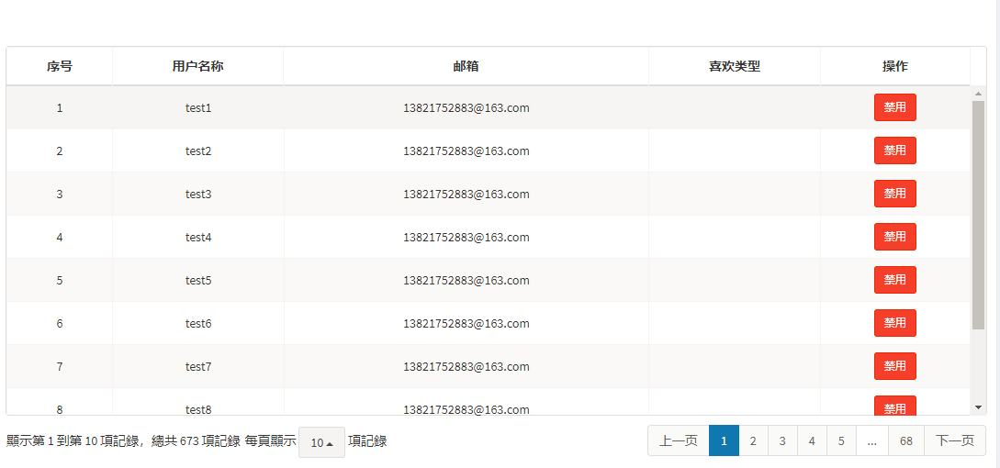 序号 用户名称 邮箱 喜欢类型 操作
1 test1 13821752883@163.com 禁用
2 test2 13821752883@163.com 禁用
3 test3 13821752883@163.com 禁用
4 test4 13821752883@163.com 禁用
5 test5 13821752883@163.com 禁用
6 test6 13821752883@163.com 禁用
7 test7 13821752883@163.com 禁用
8 test8 13821752883@163.com 禁用
顯示第 1 到第 10 項記録，總共 673 項記録 每頁顯示 10 項記録 上一页 1 2 3 4 5 ... 68 下一页